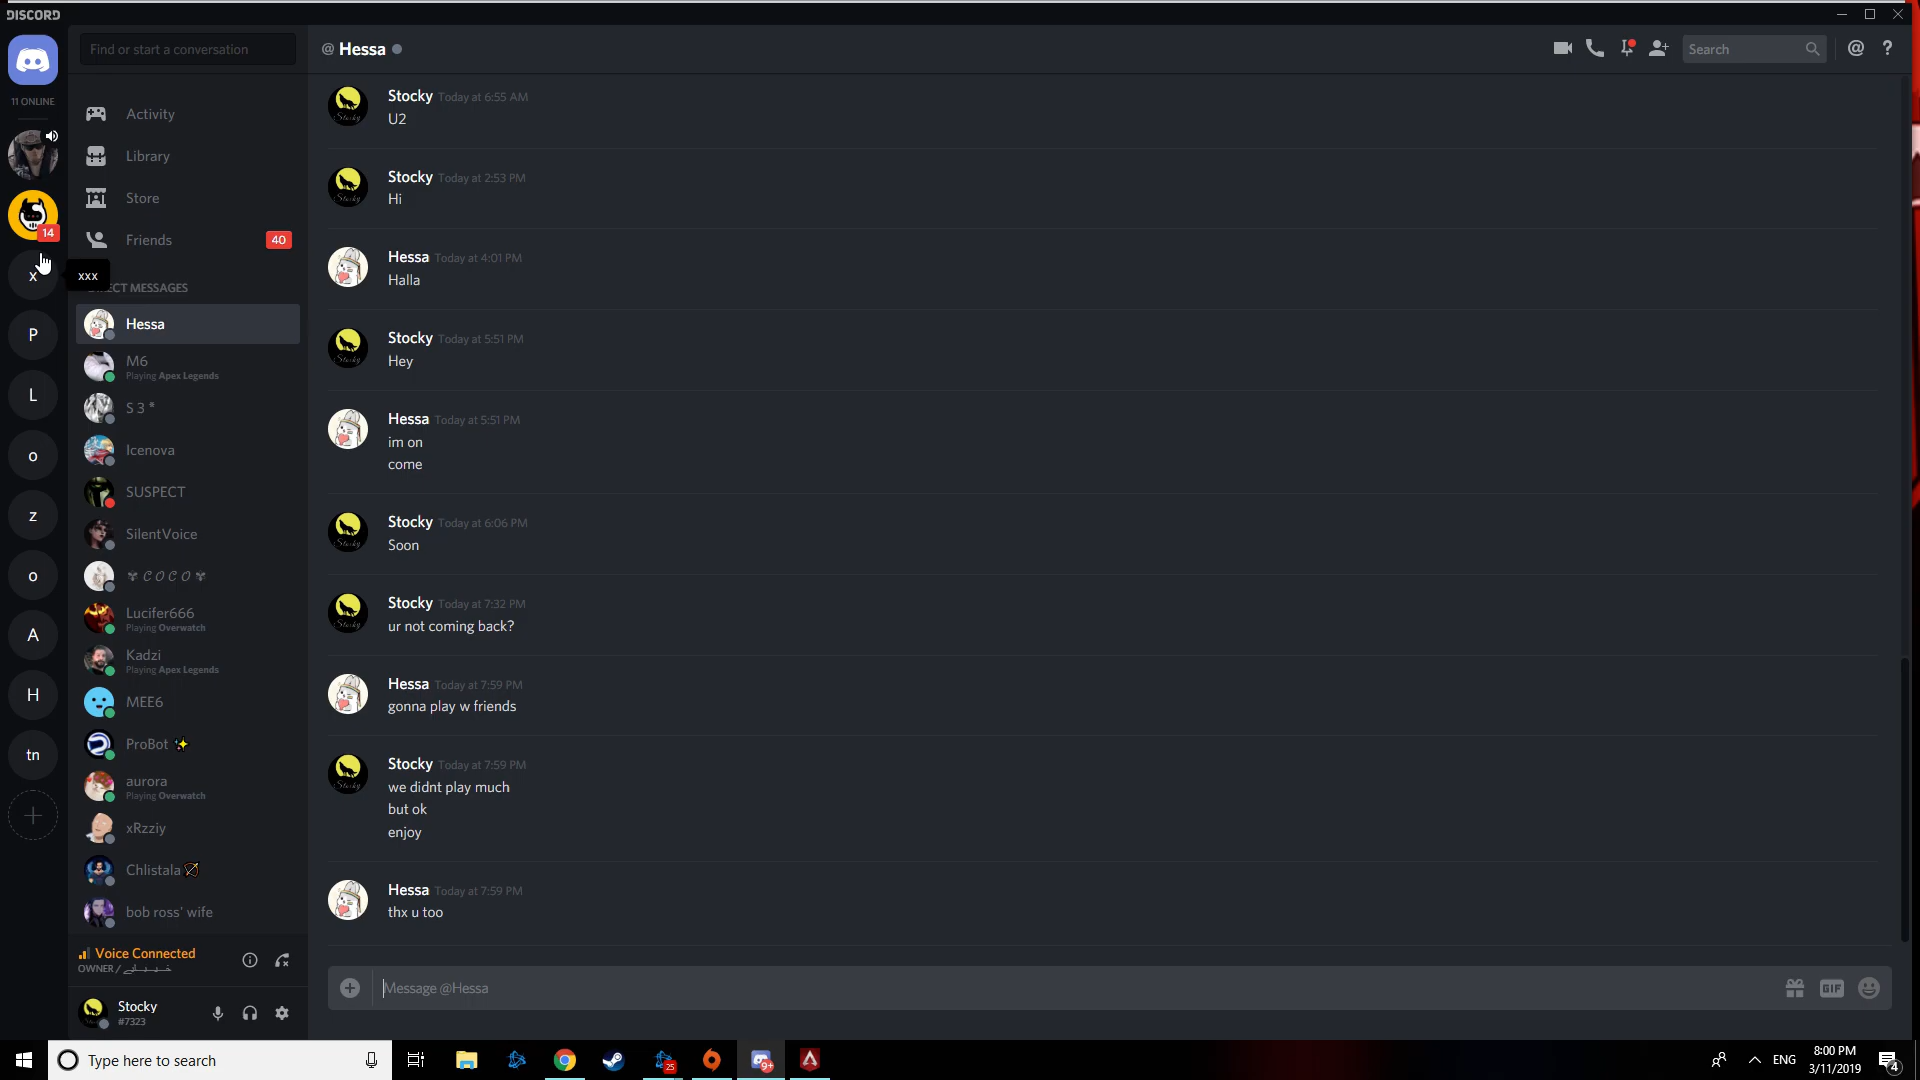 DISCORD
Find or start a conversation
@ Hessa
Search
11 ONLINE
14
x
xxx
P
L
o
z
o
A
H
tn
Activity
Library
Store
Friends 40
CT MESSAGES
Hessa
M6
Playing Apex Legends
S 3 *
Icenova
SUSPECT
SilentVoice
C O C O
Lucifer666
Playing Overwatch
Kadzi
Playing Apex Legends
MEE6
ProBot ✨
aurora
Playing Overwatch
xRzziy
Chlistala 🏹
bob ross' wife
Voice Connected
OWNER /
Stocky
#7323
Stocky Today at 6:55 AM
U2
Stocky Today at 2:53 PM
Hi
Hessa Today at 4:01 PM
Halla
Stocky Today at 5:51 PM
Hey
Hessa Today at 5:51 PM
im on
come
Stocky Today at 6:06 PM
Soon
Stocky Today at 7:32 PM
ur not coming back?
Hessa Today at 7:59 PM
gonna play w friends
Stocky Today at 7:59 PM
we didnt play much
but ok
enjoy
Hessa Today at 7:59 PM
thx u too
Message @Hessa
GIF
Type here to search
25
9+
ENG
8:00 PM
3/11/2019
4